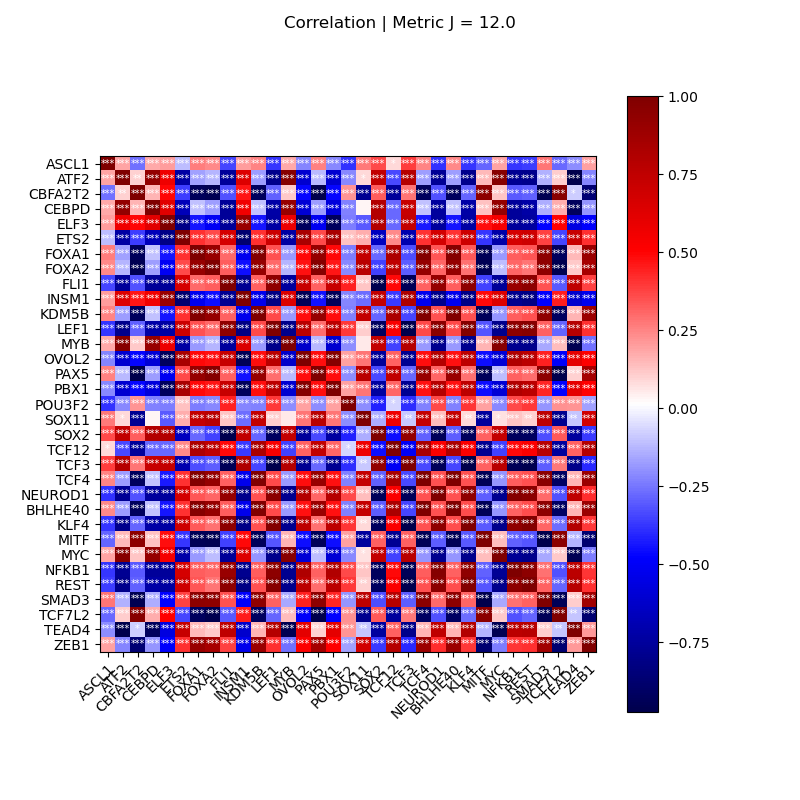 Correlation | Metric J = 12.0
ASCL1
ATF2
CBFA2T2
CEBPD
ELF3
ETS2
FOXA1
FOXA2
FLI1
INSM1
KDM5B
LEF1
MYB
OVOL2
PAX5
PBX1
POU3F2
SOX11
SOX2
TCF12
TCF3
TCF4
NEUROD1
BHLHE40
KLF4
MITF
MYC
NFKB1
REST
SMAD3
TCF7L2
TEAD4
ZEB1
ASCL1
ATF2
CBFA2T2
CEBPD
ELF3
ETS2
FOXA1
FOXA2
FLI1
INSM1
KDM5B
LEF1
MYB
OVOL2
PAX5
PBX1
POU3F2
SOX11
SOX2
TCF12
TCF3
TCF4
NEUROD1
BHLHE40
KLF4
MITF
MYC
NFKB1
REST
SMAD3
TCF7L2
TEAD4
ZEB1
1.00
0.75
0.50
0.25
0.00
−0.25
−0.50
−0.75